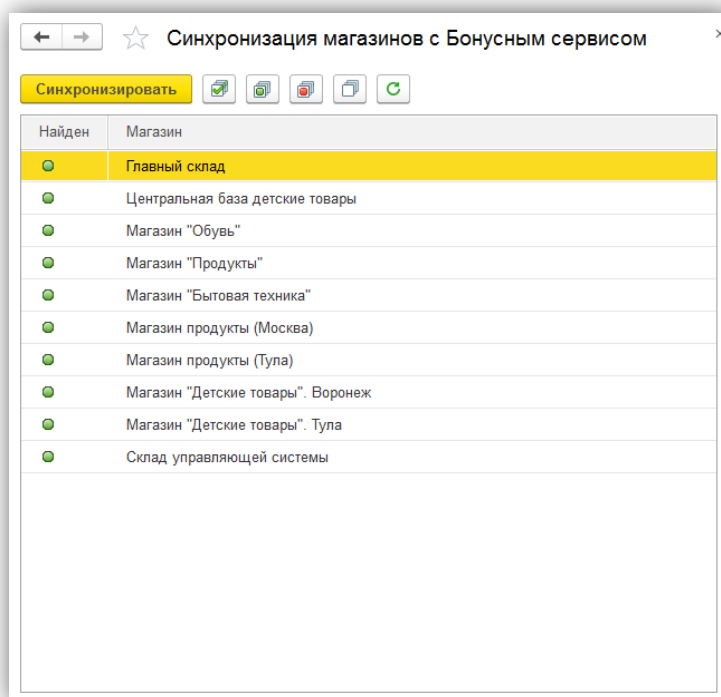 Синхронизация магазинов с Бонусным сервисом
Синхронизировать
Найден Магазин
Главный склад
Центральная база детские товары
Магазин "Обувь"
Магазин "Продукты"
Магазин "Бытовая техника"
Магазин продукты (Москва)
Магазин продукты (Тула)
Магазин "Детские товары". Воронеж
Магазин "Детские товары". Тула
Склад управляющей системы